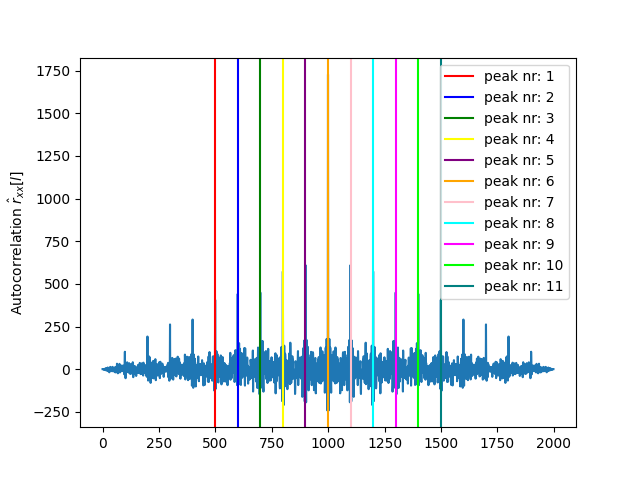 1750
1500
1250
1000
750
500
250
0
−250
Autocorrelation $\hat{r}_{xx}[l]$
0
250
500
750
1000
1250
1500
1750
2000
peak nr: 1
peak nr: 2
peak nr: 3
peak nr: 4
peak nr: 5
peak nr: 6
peak nr: 7
peak nr: 8
peak nr: 9
peak nr: 10
peak nr: 11